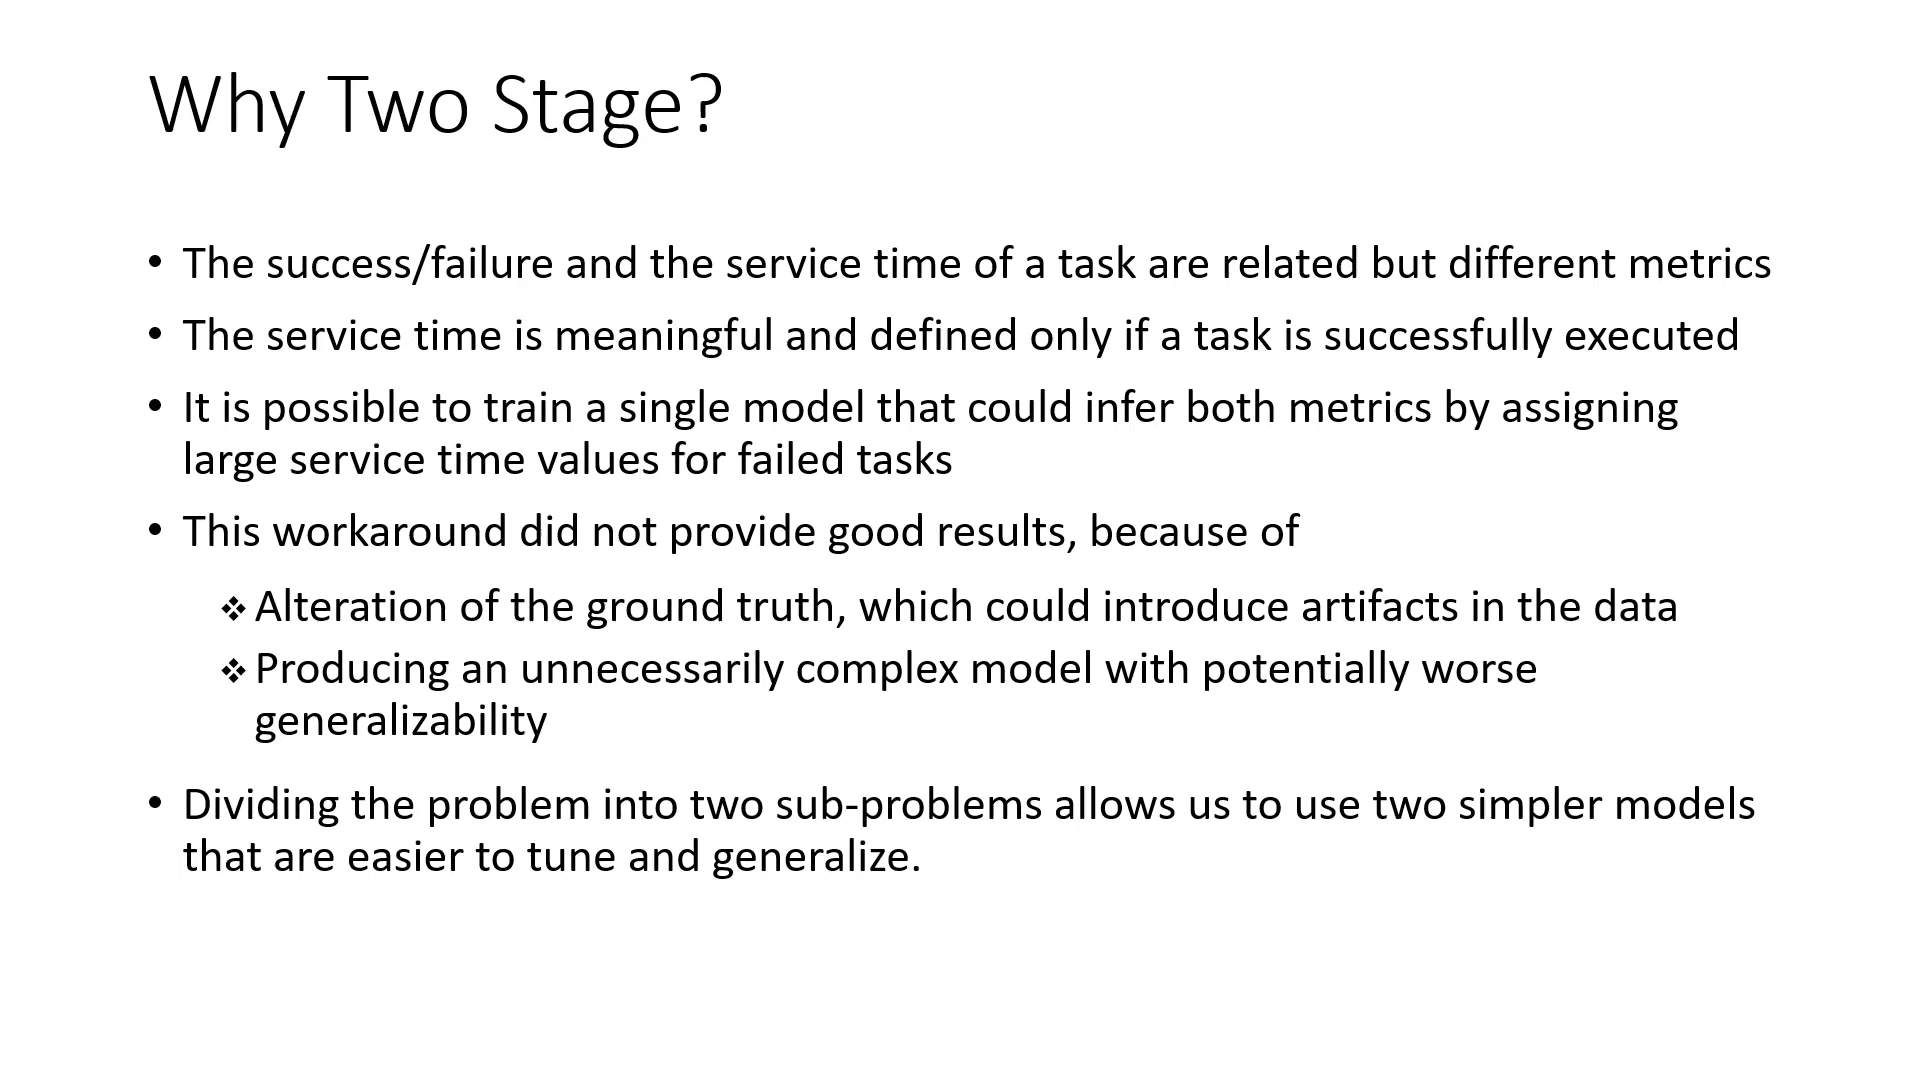 Why Two Stage?
• The success/failure and the service time of a task are related but different metrics
• The service time is meaningful and defined only if a task is successfully executed
• It is possible to train a single model that could infer both metrics by assigning
large service time values for failed tasks
• This workaround did not provide good results, because of
❖ Alteration of the ground truth, which could introduce artifacts in the data
❖ Producing an unnecessarily complex model with potentially worse
generalizability
• Dividing the problem into two sub-problems allows us to use two simpler models
that are easier to tune and generalize.